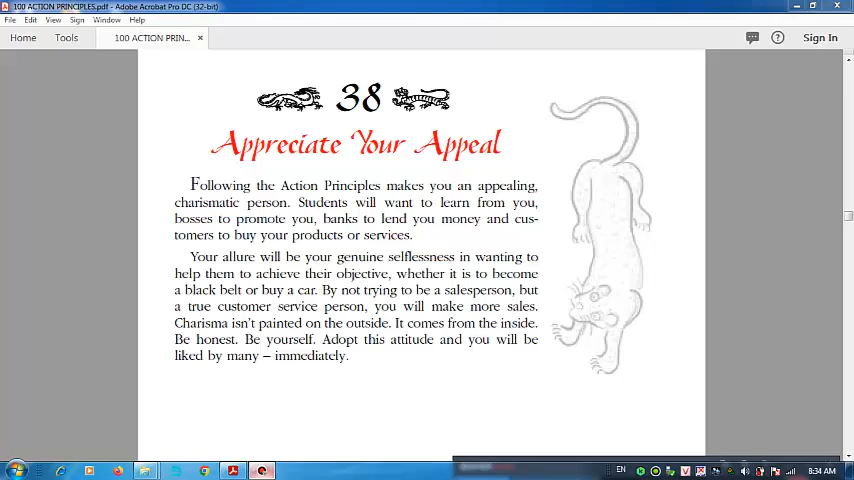 100 ACTION PRINCIPLES.pdf - Adobe Acrobat Pro DC (32-bit)
File Edit View Sign Window Help
Home Tools 100 ACTION PRIN... × Sign In
38
Appreciate Your Appeal
Following the Action Principles makes you an appealing,
charismatic person. Students will want to learn from you,
bosses to promote you, banks to lend you money and cus-
tomers to buy your products or services.
Your allure will be your genuine selflessness in wanting to
help them to achieve their objective, whether it is to become
a black belt or buy a car. By not trying to be a salesperson, but
a true customer service person, you will make more sales.
Charisma isn't painted on the outside. It comes from the inside.
Be honest. Be yourself. Adopt this attitude and you will be
liked by many – immediately.
EN 8:34 AM